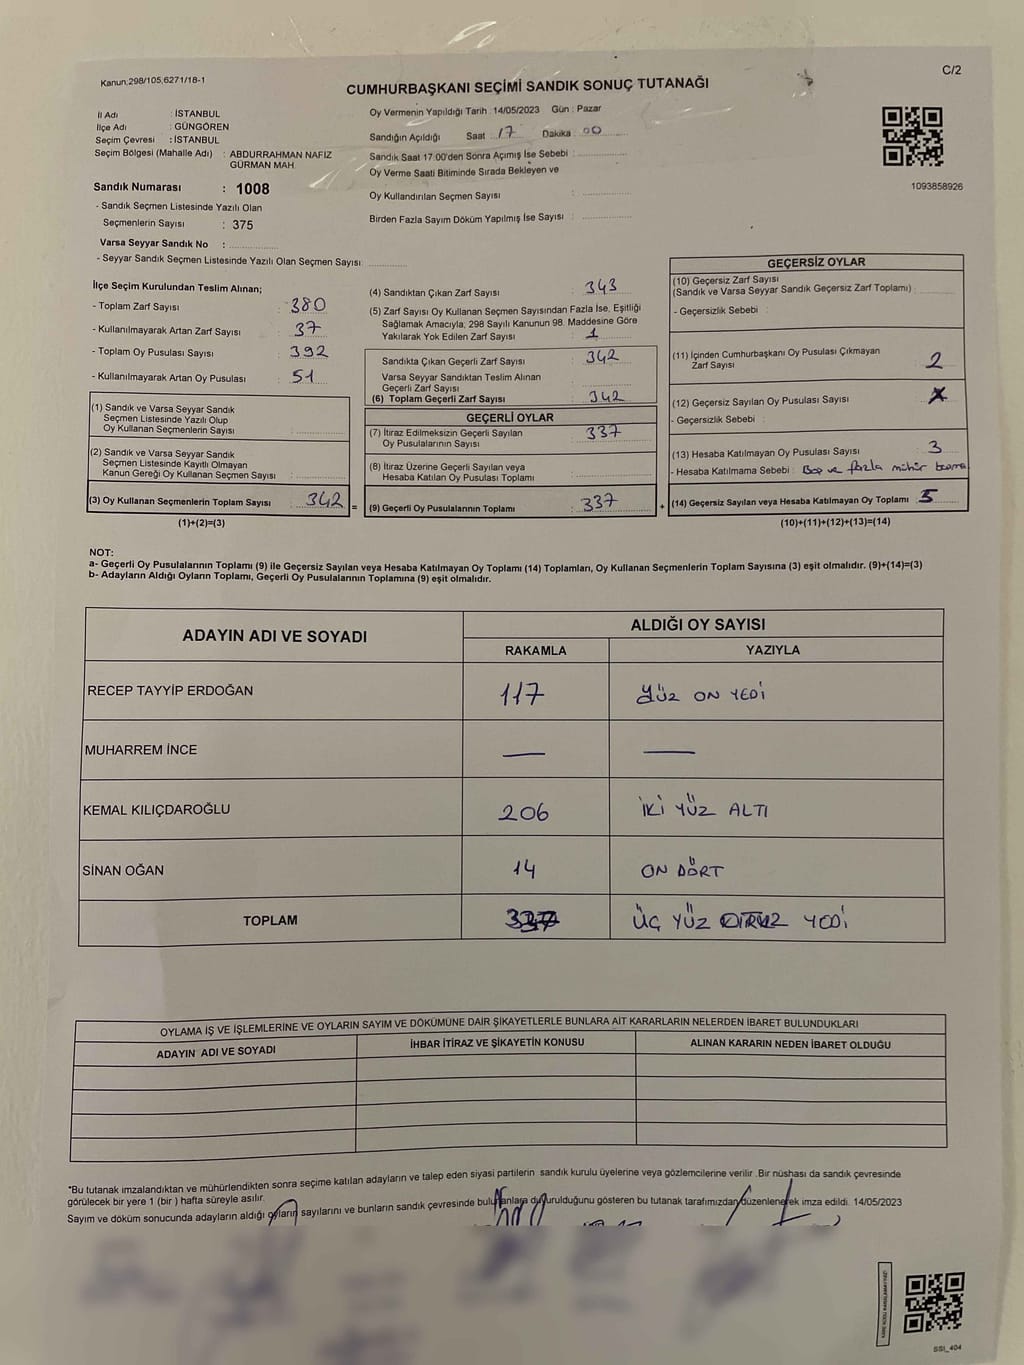 Kanun,298/105,6271/18-1
C/2
CUMHURBAŞKANI SEÇİMİ SANDIK SONUÇ TUTANAĞI
İl Adı : İSTANBUL
İlçe Adı : GÜNGÖREN
Seçim Çevresi : İSTANBUL
Seçim Bölgesi (Mahalle Adı) : ABDURRAHMAN NAFIZ
GÜRMAN MAH.
Sandık Numarası : 1008
- Sandık Seçmen Listesinde Yazılı Olan
Seçmenlerin Sayısı : 375
Varsa Seyyar Sandık No :
- Seyyar Sandık Seçmen Listesinde Yazılı Olan Seçmen Sayısı:
Oy Vermenin Yapıldığı Tarih : 14/05/2023 Gün : Pazar
Sandığın Açıldığı Saat 17 Dakika 00
Sandık Saat 17:00'den Sonra Açımış İse Sebebi :
Oy Verme Saati Bitiminde Sırada Bekleyen ve
Oy Kullandırılan Seçmen Sayısı :
Birden Fazla Sayım Döküm Yapılmış İse Sayısı :
1093858926
İlçe Seçim Kurulundan Teslim Alınan;
- Toplam Zarf Sayısı : 380
- Kullanılmayarak Artan Zarf Sayısı : 37
- Toplam Oy Pusulası Sayısı : 392
- Kullanılmayarak Artan Oy Pusulası : 51
(1) Sandık ve Varsa Seyyar Sandık
Seçmen Listesinde Yazılı Olup
Oy Kullanan Seçmenlerin Sayısı :
(2) Sandık ve Varsa Seyyar Sandık
Seçmen Listesinde Kayıtlı Olmayan
Kanun Gereği Oy Kullanan Seçmen Sayısı :
(3) Oy Kullanan Seçmenlerin Toplam Sayısı : 342 =
(1)+(2)=(3)
(4) Sandıktan Çıkan Zarf Sayısı : 343
(5) Zarf Sayısı Oy Kullanan Seçmen Sayısından Fazla İse, Eşitliği
Sağlamak Amacıyla; 298 Sayılı Kanunun 98. Maddesine Göre
Yakılarak Yok Edilen Zarf Sayısı : 1
Sandıkta Çıkan Geçerli Zarf Sayısı : 342
Varsa Seyyar Sandıktan Teslim Alınan
Geçerli Zarf Sayısı :
(6) Toplam Geçerli Zarf Sayısı : 342
GEÇERLİ OYLAR
(7) İtiraz Edilmeksizin Geçerli Sayılan
Oy Pusulalarının Sayısı : 337
(8) İtiraz Üzerine Geçerli Sayılan veya
Hesaba Katılan Oy Pusulası Toplamı :
(9) Geçerli Oy Pusulalarının Toplamı : 337 +
GEÇERSİZ OYLAR
(10) Geçersiz Zarf Sayısı
(Sandık ve Varsa Seyyar Sandık Geçersiz Zarf Toplamı) :
- Geçersizlik Sebebi :
(11) İçinden Cumhurbaşkanı Oy Pusulası Çıkmayan
Zarf Sayısı : 2
(12) Geçersiz Sayılan Oy Pusulası Sayısı :
- Geçersizlik Sebebi :
(13) Hesaba Katılmayan Oy Pusulası Sayısı : 3
- Hesaba Katılmama Sebebi : Boş ve fazla mühür basma
(14) Geçersiz Sayılan veya Hesaba Katılmayan Oy Toplamı : 5
(10)+(11)+(12)+(13)=(14)
NOT:
a- Geçerli Oy Pusulalarının Toplamı (9) ile Geçersiz Sayılan veya Hesaba Katılmayan Oy Toplamı (14) Toplamları, Oy Kullanan Seçmenlerin Toplam Sayısına (3) eşit olmalıdır. (9)+(14)=(3)
b- Adayların Aldığı Oyların Toplamı, Geçerli Oy Pusulalarının Toplamına (9) eşit olmalıdır.
ADAYIN ADI VE SOYADI
ALDIĞI OY SAYISI
RAKAMLA YAZIYLA
RECEP TAYYİP ERDOĞAN 117 YÜZ ON YEDİ
MUHARREM İNCE — —
KEMAL KILIÇDAROĞLU 206 İKİ YÜZ ALTI
SİNAN OĞAN 14 ON DÖRT
TOPLAM 337 ÜÇ YÜZ OTUZ YEDİ
OYLAMA İŞ VE İŞLEMLERİNE VE OYLARIN SAYIM VE DÖKÜMÜNE DAİR ŞİKAYETLERLE BUNLARA AİT KARARLARIN NELERDEN İBARET BULUNDUKLARI
ADAYIN ADI VE SOYADI İHBAR İTİRAZ VE ŞİKAYETİN KONUSU ALINAN KARARIN NEDEN İBARET OLDUĞU
*Bu tutanak imzalandıktan ve mühürlendikten sonra seçime katılan adayların ve talep eden siyasi partilerin sandık kurulu üyelerine veya gözlemcilerine verilir .Bir nüshası da sandık çevresinde
görülecek bir yere 1 (bir ) hafta süreyle asılır.
Sayım ve döküm sonucunda adayların aldığı oyların sayılarını ve bunların sandık çevresinde bulunanlara duyurulduğunu gösteren bu tutanak tarafımızdan düzenlenerek imza edildi. 14/05/2023
SSI_404